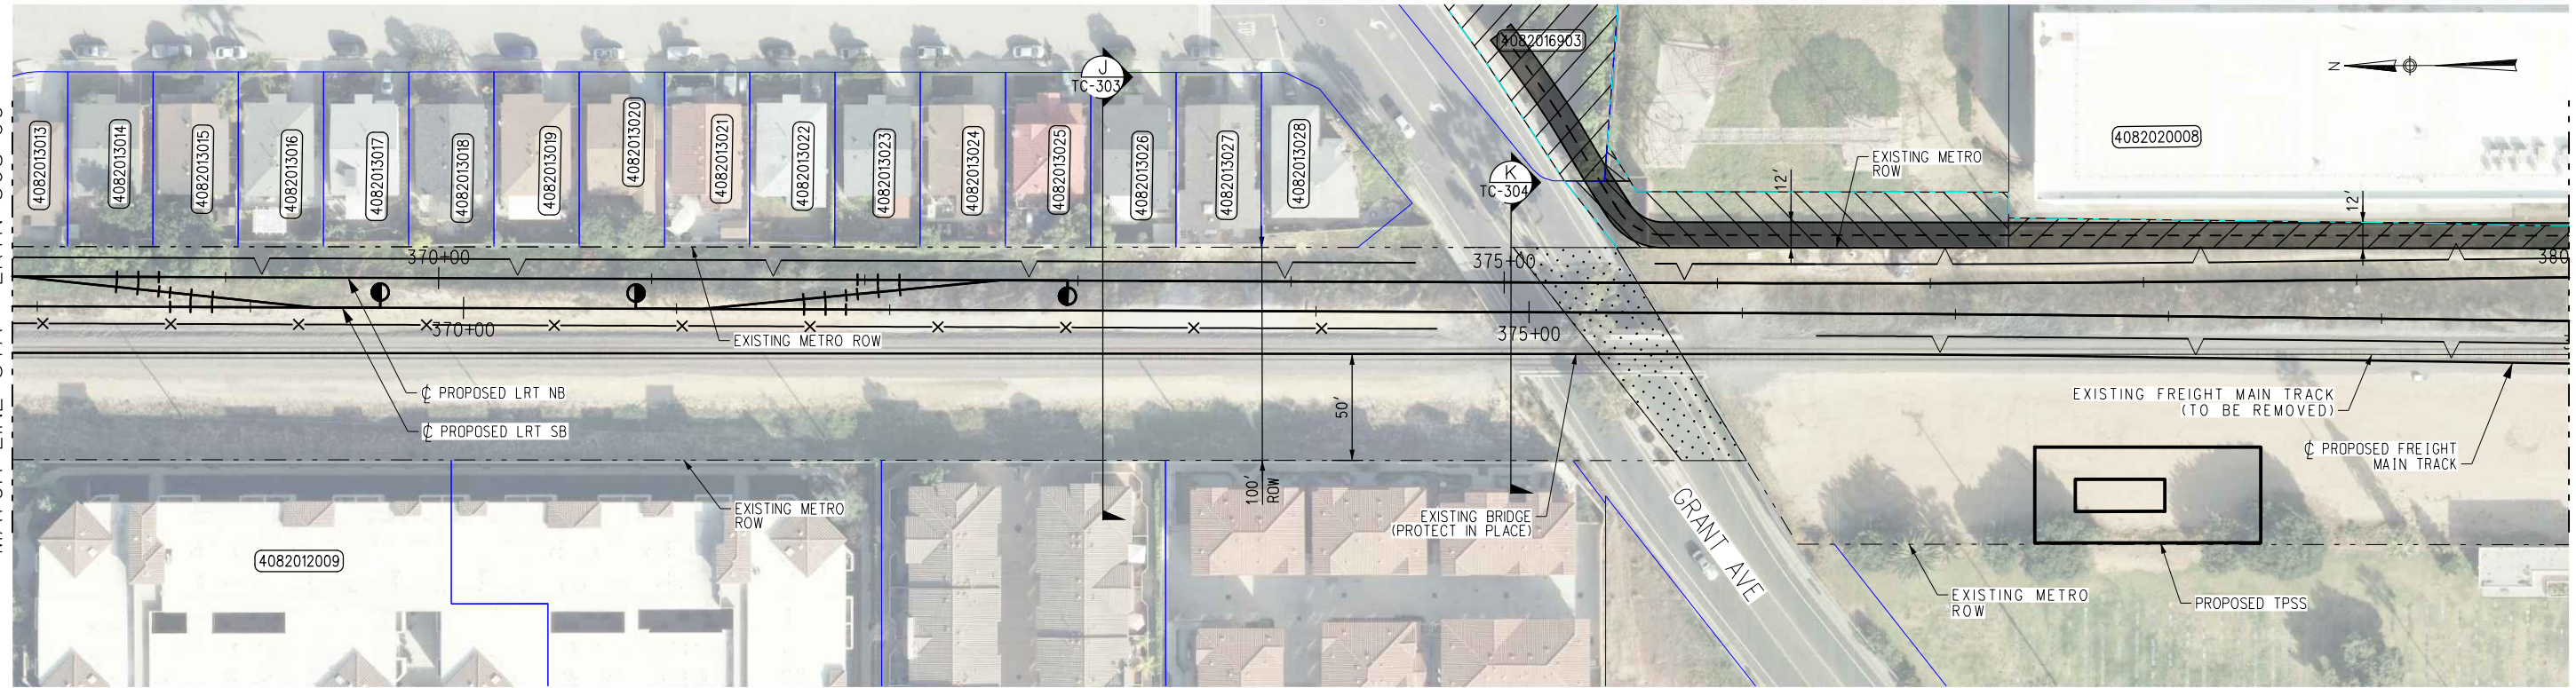 4082016903
J
TC-303
N
4082013013
4082013014
4082013015
4082013016
4082013017
4082013018
4082013019
4082013020
4082013021
4082013022
4082013023
4082013024
4082013025
4082013026
4082013027
4082013028
4082020008
EXISTING METRO
ROW
K
TC-304
12'
12'
370+00
375+00
380
370+00
375+00
EXISTING METRO ROW
℄ PROPOSED LRT NB
℄ PROPOSED LRT SB
50'
100'
ROW
EXISTING FREIGHT MAIN TRACK
(TO BE REMOVED)
℄ PROPOSED FREIGHT
MAIN TRACK
EXISTING METRO
ROW
EXISTING BRIDGE
(PROTECT IN PLACE)
GRANT AVE
4082012009
EXISTING METRO
ROW
PROPOSED TPSS